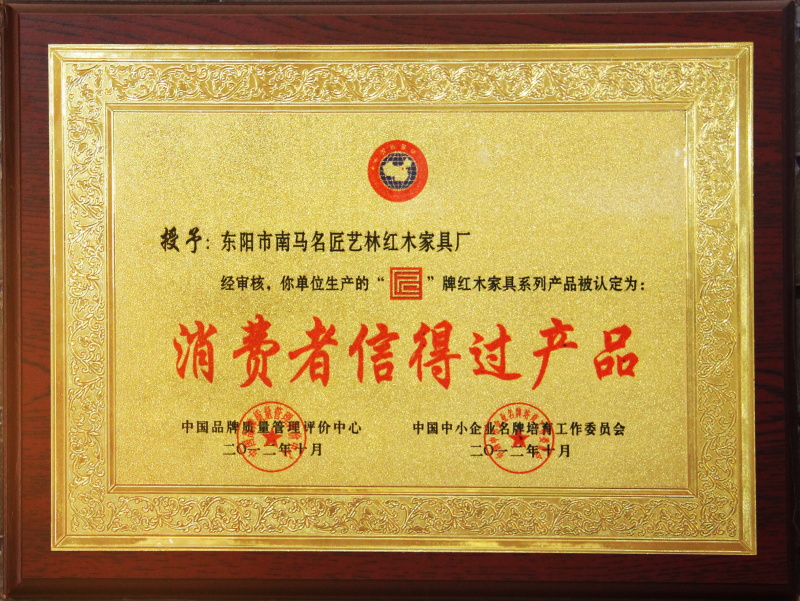 授予：东阳市南马名匠艺林红木家具厂
经审核，你单位生产的“匠”牌红木家具系列产品被认定为：
消费者信得过产品
中国品牌质量管理评价中心 中国中小企业名牌培育工作委员会
二〇一二年十月 二〇一二年十月